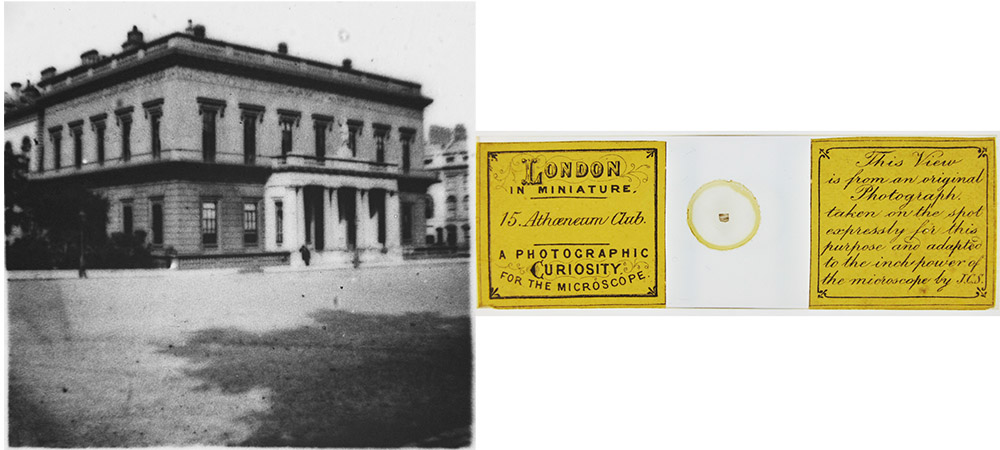 LONDON
IN MINIATURE.
15. Athenæum Club.
A PHOTOGRAPHIC
CURIOSITY
FOR THE MICROSCOPE.
This View
is from an original
Photograph,
taken on the spot
expressly for this
purpose and adapted
to the inch power of
the microscope by J.C.S.